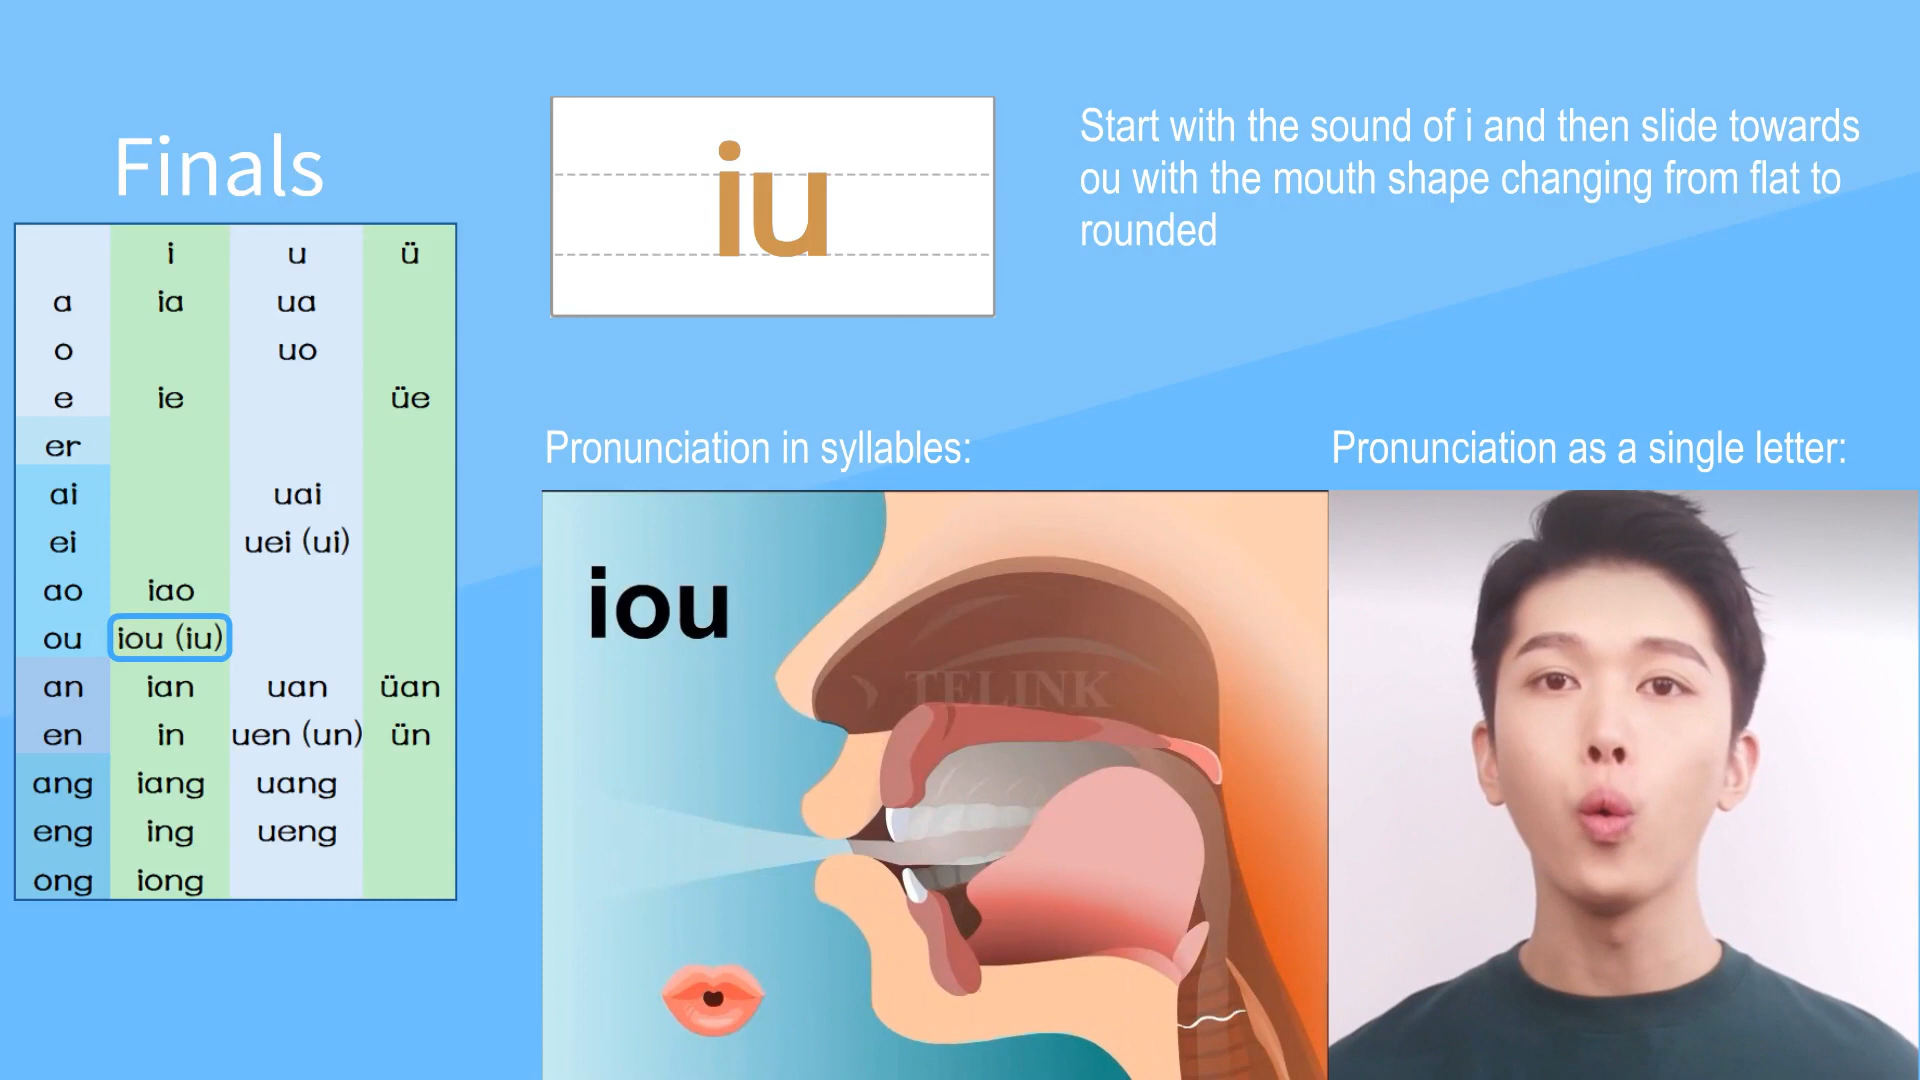 Finals
i u ü
a ia ua
o uo
e ie üe
er
ai uai
ei uei (ui)
ao iao
ou iou (iu)
an ian uan üan
en in uen (un) ün
ang iang uang
eng ing ueng
ong iong
iu
Start with the sound of i and then slide towards
ou with the mouth shape changing from flat to
rounded
Pronunciation in syllables:
Pronunciation as a single letter:
iou
TELINK